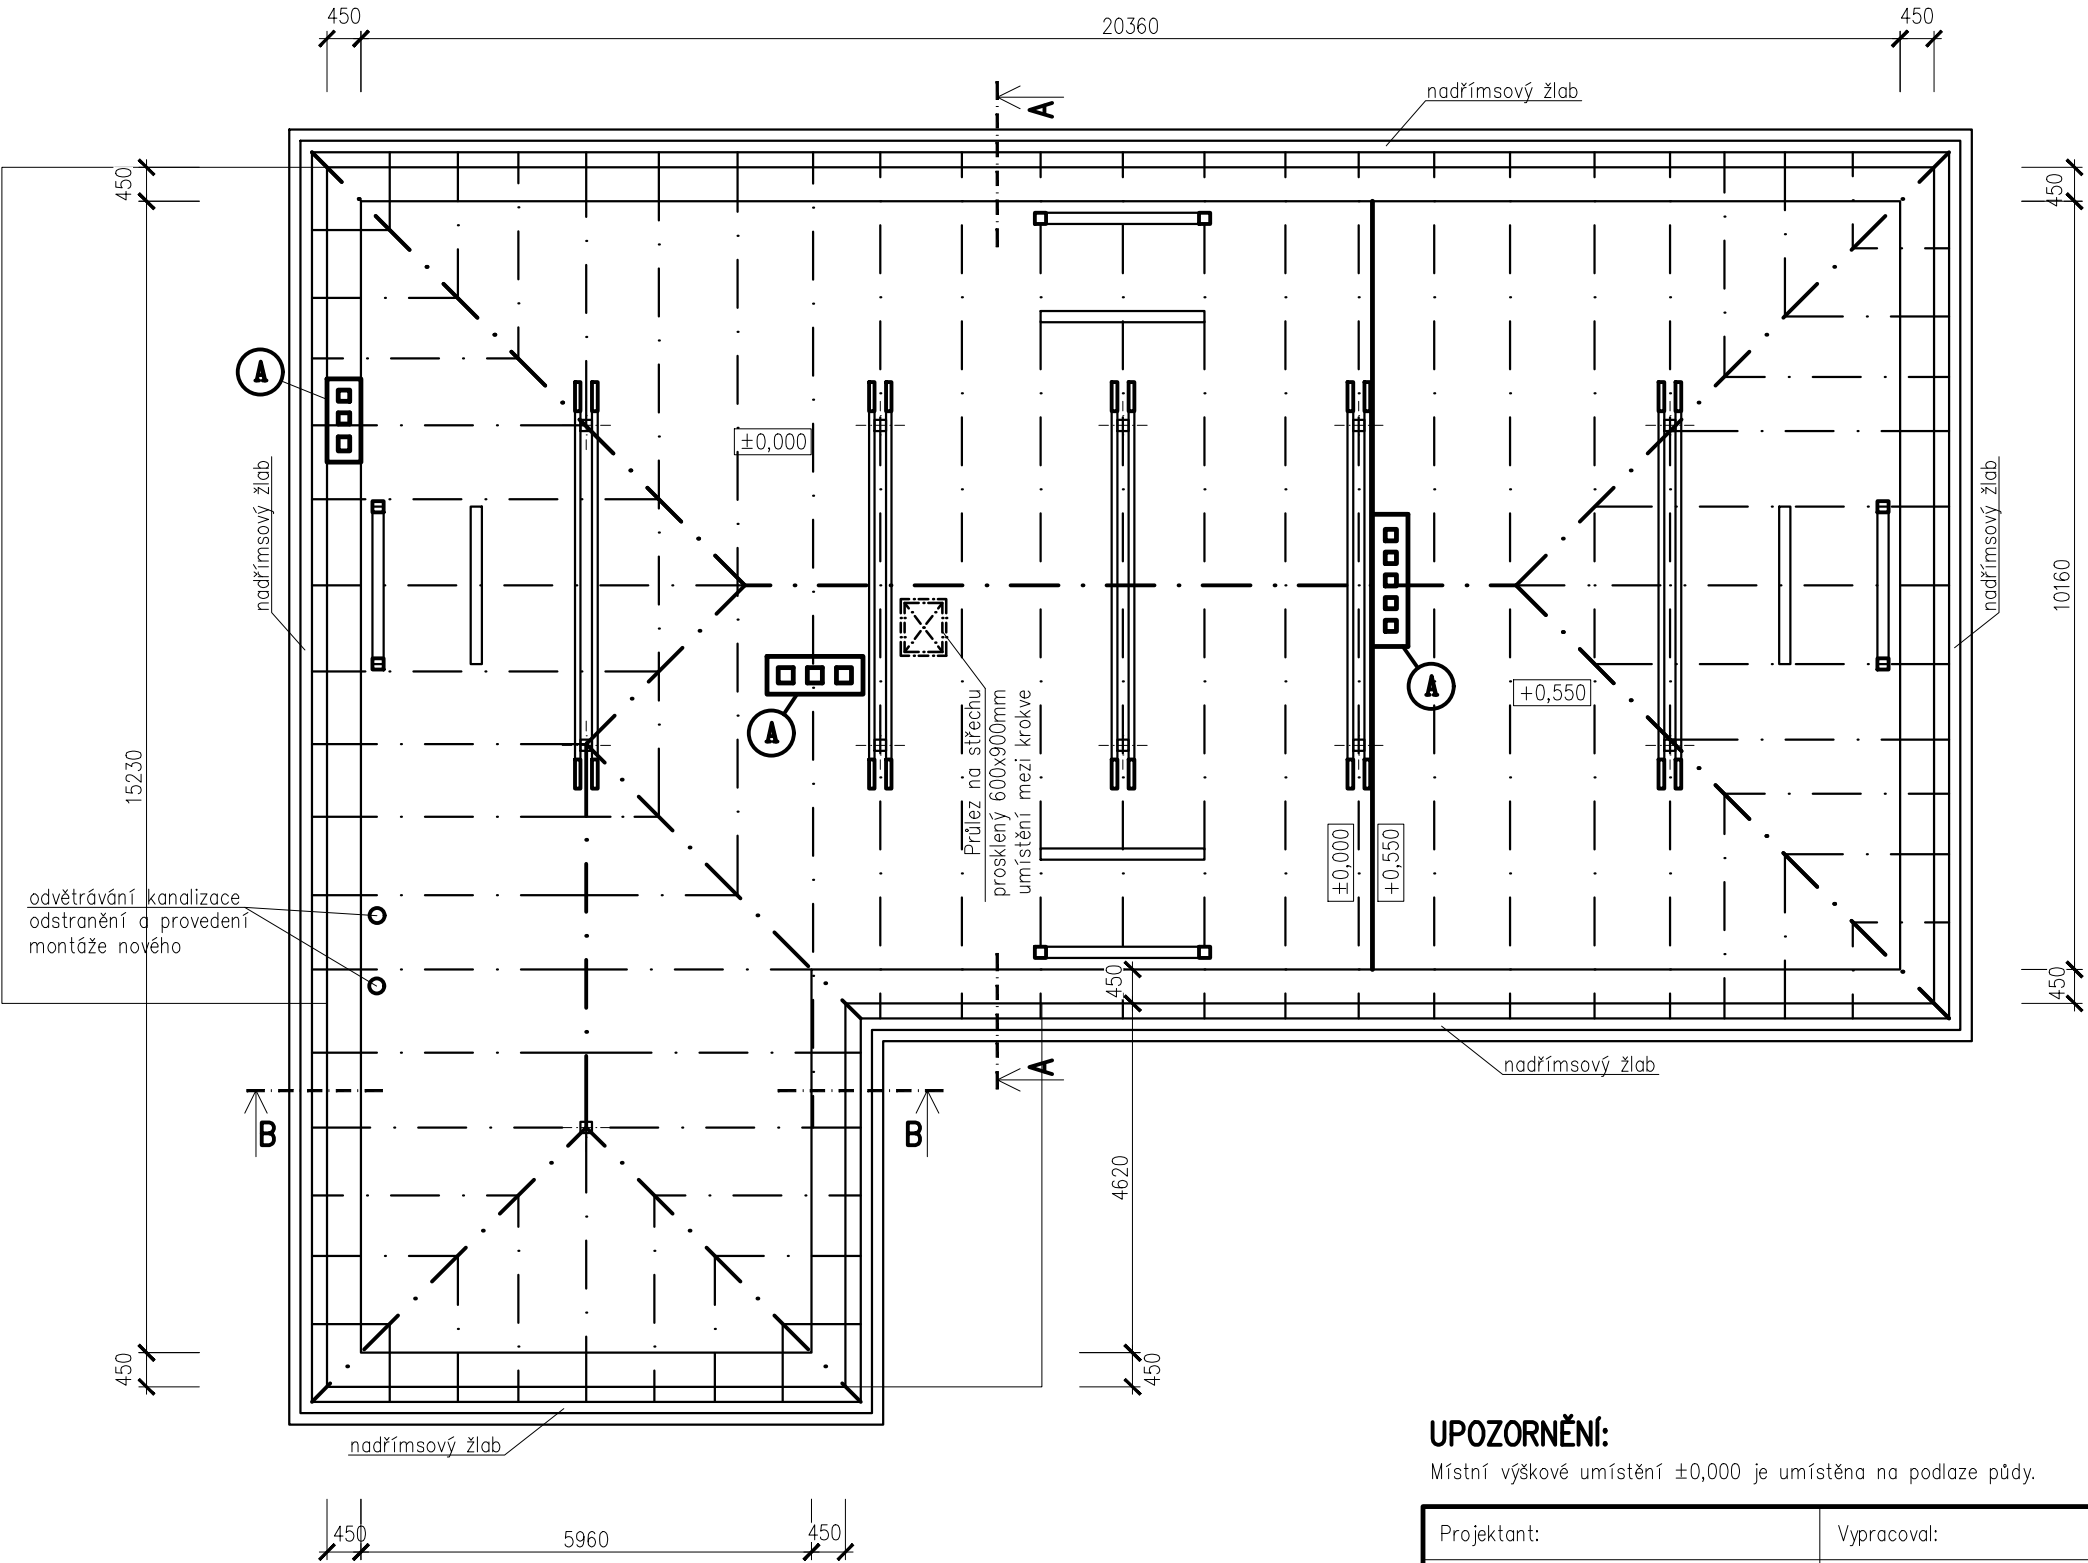 450
20360
450
nadřímsový žlab
A
450
450
A
±0,000
nadřímsový žlab
nadřímsový žlab
10160
A
A
+0,550
Průlez na střechu
prosklený 600x900mm
umístění mezi krokve
15230
±0,000
+0,550
odvětrávání kanalizace
odstranění a provedení
montáže nového
450
450
A
nadřímsový žlab
B
B
4620
450
450
nadřímsový žlab
UPOZORNĚNÍ:
Místní výškové umístění ±0,000 je umístěna na podlaze půdy.
450
5960
450
Projektant:
Vypracoval: